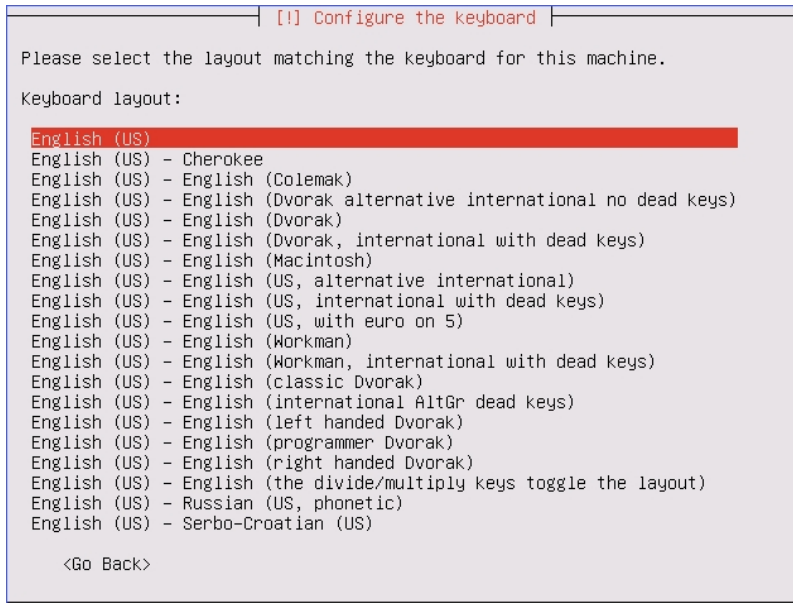 [!] Configure the keyboard
Please select the layout matching the keyboard for this machine.
Keyboard layout:
English (US)
English (US) - Cherokee
English (US) - English (Colemak)
English (US) - English (Dvorak alternative international no dead keys)
English (US) - English (Dvorak)
English (US) - English (Dvorak, international with dead keys)
English (US) - English (Macintosh)
English (US) - English (US, alternative international)
English (US) - English (US, international with dead keys)
English (US) - English (US, with euro on 5)
English (US) - English (Workman)
English (US) - English (Workman, international with dead keys)
English (US) - English (classic Dvorak)
English (US) - English (international AltGr dead keys)
English (US) - English (left handed Dvorak)
English (US) - English (programmer Dvorak)
English (US) - English (right handed Dvorak)
English (US) - English (the divide/multiply keys toggle the layout)
English (US) - Russian (US, phonetic)
English (US) - Serbo-Croatian (US)
<Go Back>